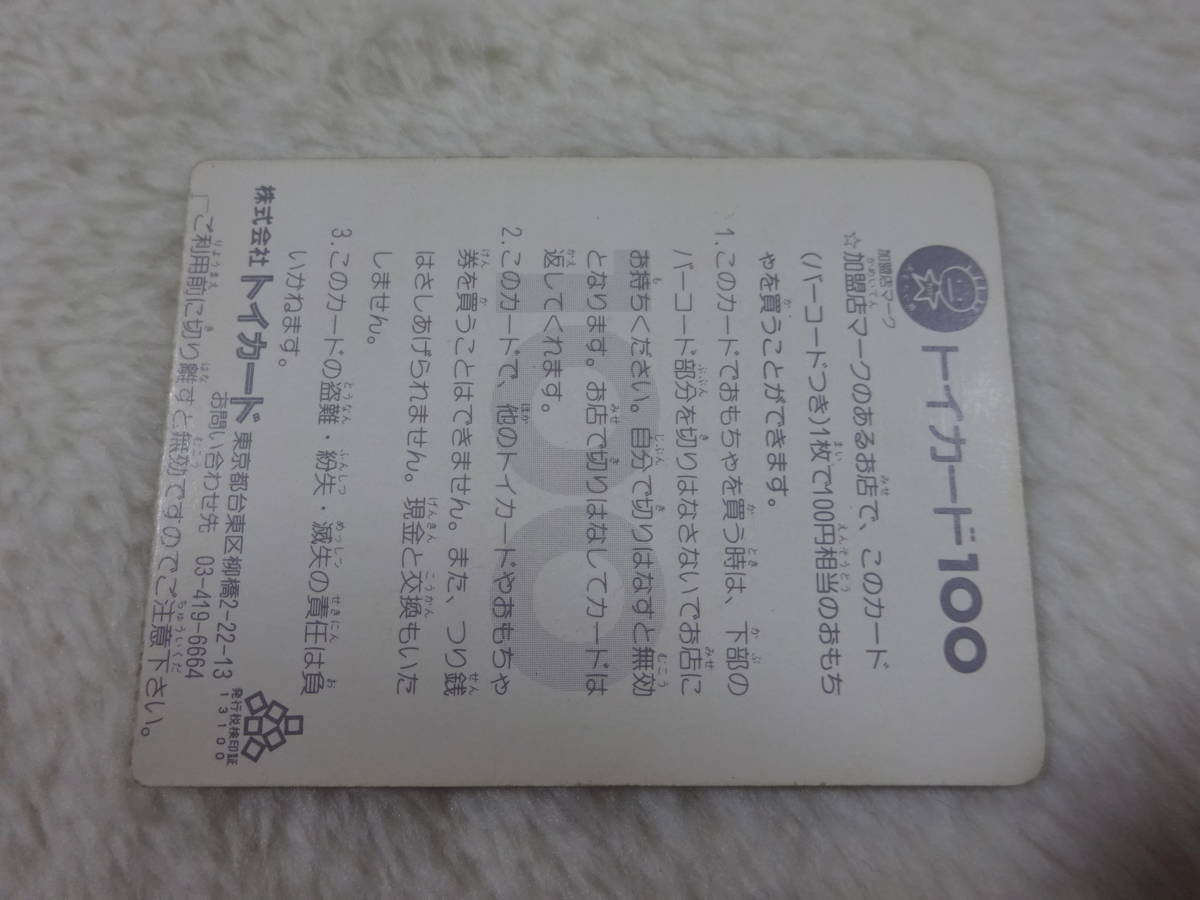 加盟店マーク
トイカード100
☆加盟店マークのあるお店で、このカード
(バーコードつき)1枚で100円相当のおもち
ゃを買うことができます。
1.このカードでおもちゃを買う時は、下部の
バーコード部分を切りはなさないでお店に
お持ちください。自分で切りはなすと無効
となります。お店で切りはなしてカードは
返してくれます。
2.このカードで、他のトイカードやおもちゃ
券を買うことはできません。また、つり銭
はさしあげられません。現金と交換もいた
しません。
3.このカードの盗難・紛失・滅失の責任は負
いかねます。
株式会社 トイカード 東京都台東区柳橋2-22-13
お問い合わせ先 03-419-6664
発行税検印証
13100
「ご利用前に切り離すと無効ですのでご注意下さい。
100